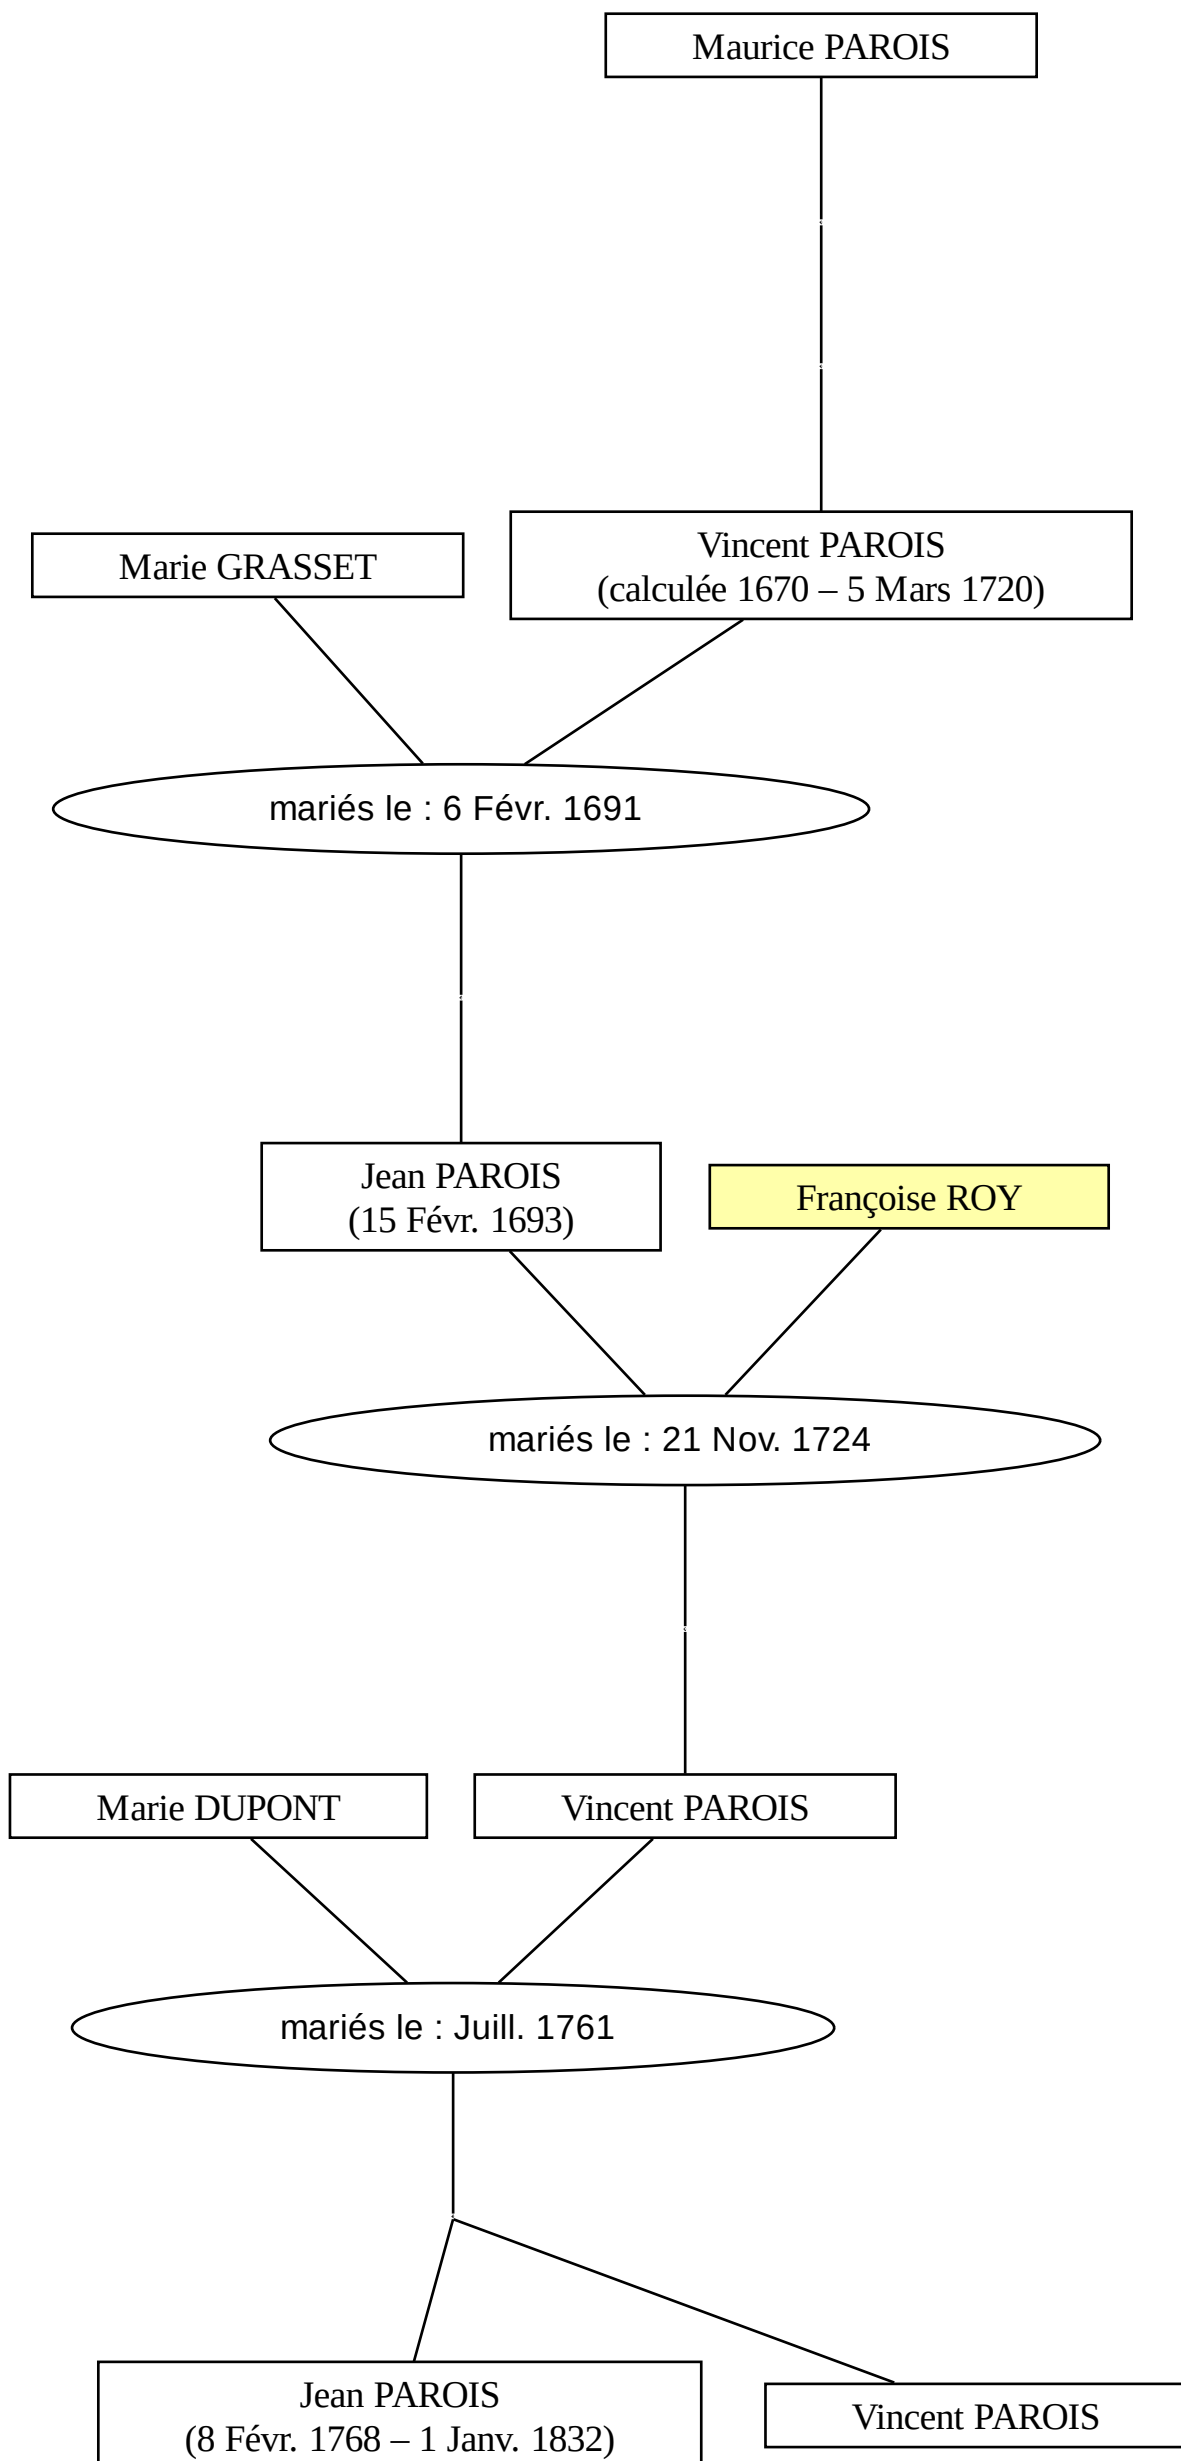 Maurice PAROIS
Vincent PAROIS
(calculée 1670 – 5 Mars 1720)
Marie GRASSET
mariés le : 6 Févr. 1691
Jean PAROIS
(15 Févr. 1693)
Françoise ROY
mariés le : 21 Nov. 1724
Marie DUPONT
Vincent PAROIS
mariés le : Juill. 1761
Jean PAROIS
(8 Févr. 1768 – 1 Janv. 1832)
Vincent PAROIS